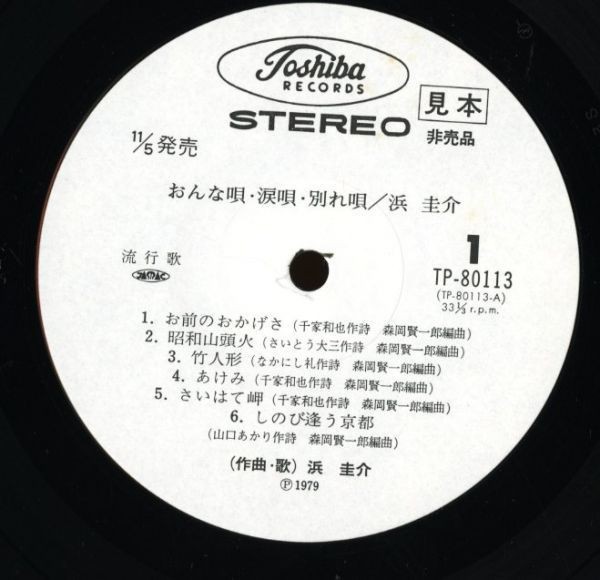 Toshiba
RECORDS
STEREO
見本
非売品
11/5 発売
おんな唄・涙唄・別れ唄／浜 圭介
流行歌
JASRAC
1
TP-80113
(TP-80113-A)
33⅓ r.p.m.
1. お前のおかげさ (千家和也作詩 森岡賢一郎編曲)
2. 昭和山頭火 (さいとう大三作詩 森岡賢一郎編曲)
3. 竹人形 (なかにし礼作詩 森岡賢一郎編曲)
4. あけみ (千家和也作詩 森岡賢一郎編曲)
5. さいはて岬 (千家和也作詩 森岡賢一郎編曲)
6. しのび逢う京都
(山口あかり作詩 森岡賢一郎編曲)
(作曲・歌) 浜 圭介
Ⓟ 1979